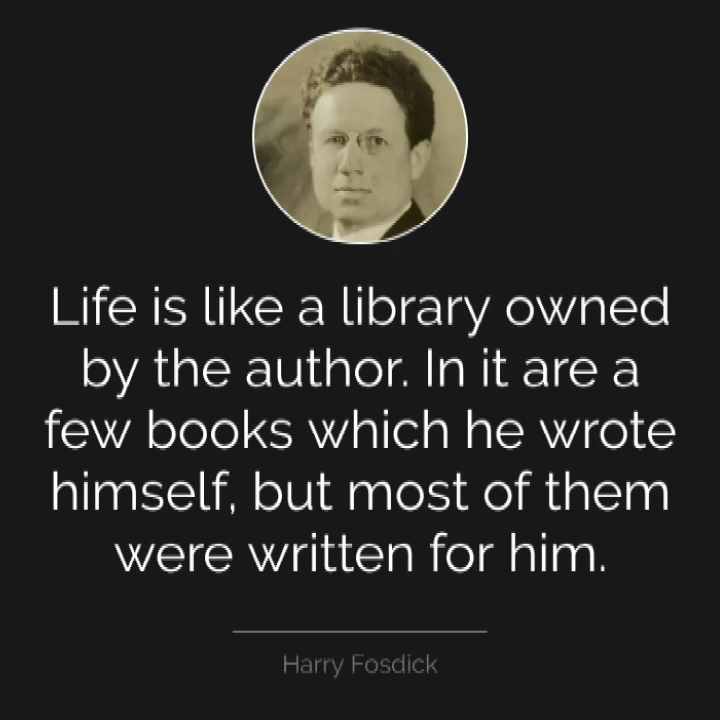 Life is like a library owned
by the author. In it are a
few books which he wrote
himself, but most of them
were written for him.
Harry Fosdick